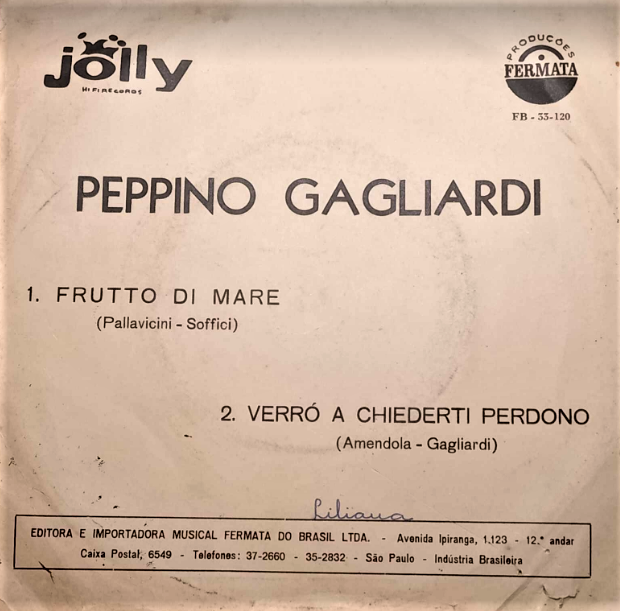 jolly
HI FI RECORDS
PRODUÇÕES
FERMATA
FB - 33-120
PEPPINO GAGLIARDI
1. FRUTTO DI MARE
(Pallavicini - Soffici)
2. VERRÓ A CHIEDERTI PERDONO
(Amendola - Gagliardi)
Liliana
EDITORA E IMPORTADORA MUSICAL FERMATA DO BRASIL LTDA. - Avenida Ipiranga, 1.123 - 12.º andar
Caixa Postal, 6549 - Telefones: 37-2660 - 35-2832 - São Paulo - Indústria Brasileira